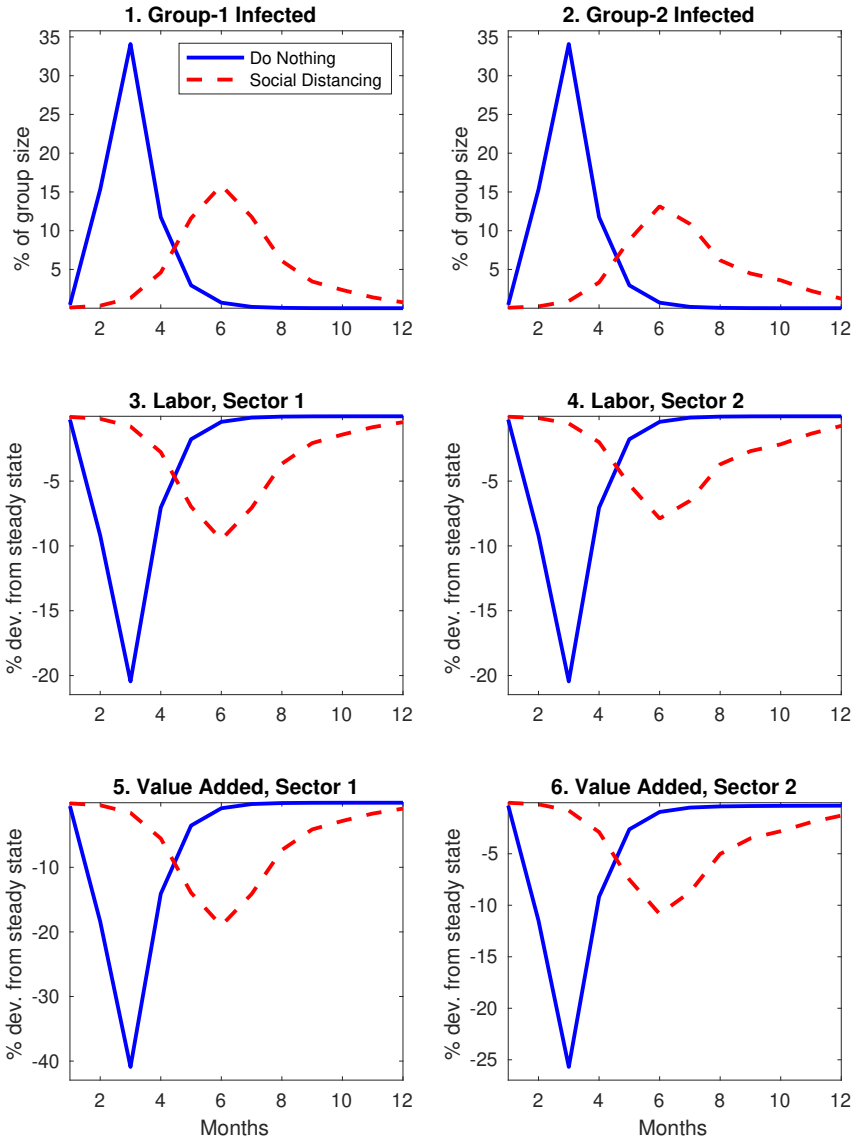 1. Group-1 Infected
35
30
25
20
15
10
5
% of group size
2 4 6 8 10 12
Do Nothing
Social Distancing
2. Group-2 Infected
35
30
25
20
15
10
5
% of group size
2 4 6 8 10 12
3. Labor, Sector 1
-5
-10
-15
-20
% dev. from steady state
2 4 6 8 10 12
4. Labor, Sector 2
-5
-10
-15
-20
% dev. from steady state
2 4 6 8 10 12
5. Value Added, Sector 1
-10
-20
-30
-40
% dev. from steady state
2 4 6 8 10 12
Months
6. Value Added, Sector 2
-5
-10
-15
-20
-25
% dev. from steady state
2 4 6 8 10 12
Months